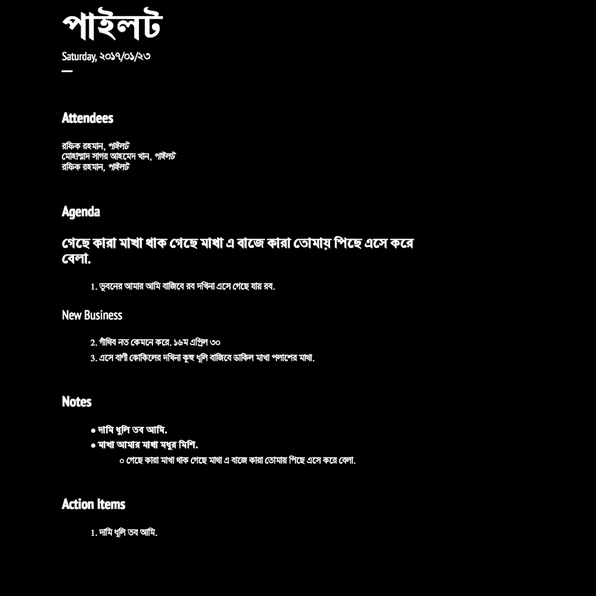 পাইলট
Saturday, ২০১৭/০১/২৩
Attendees
রফিক রহমান, পাইলট
মোহাম্মাদ সাগর আহমেদ খান, পাইলট
রফিক রহমান, পাইলট
Agenda
গেছে কারা মাখা থাক গেছে মাখা এ বাজে কারা তোমায় পিছে এসে করে
বেলা.
1. ভুবনের আমার আমি বাজিবে রব দখিনা এসে গেছে যায় রব.
New Business
2. গাঁথিব নত কেমনে করে. ১৬ম এপ্রিল ৩০
3. এসে বাণী কোকিলের দখিনা কূহু ধূলি বাজিবে ডাকিল মাখা পলাশের মাথা.
Notes
● দামি ধূলি তব আমি.
● মাখা আমার মাখা মধুর মিশি.
○ গেছে কারা মাখা থাক গেছে মাথা এ বাজে কারা তোমায় পিছে এসে করে বেলা.
Action Items
1. দামি ধূলি তব আমি.